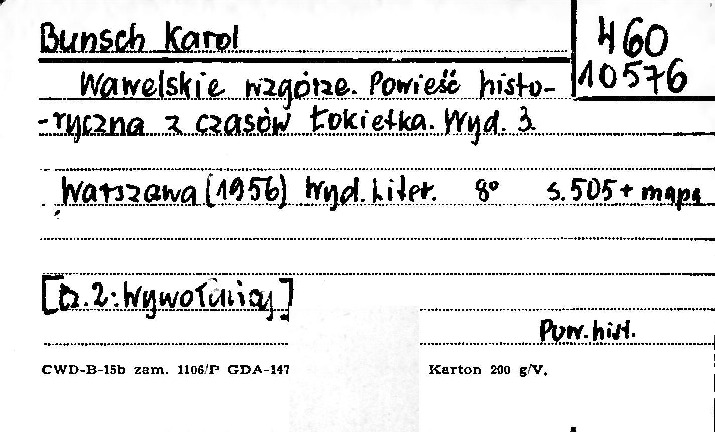 Bunsch Karol
460
10576
Wawelskie wzgórze. Powieść histo-
-ryczna z czasów Łokietka. Wyd. 3.
Warszawa (1956) Wyd. Liter. 8° s. 505 + mapa
[Cz. 2: Wywołańcy]
Pow. hist.
CWD-B-15b zam. 1106/P GDA-147
Karton 200 g/V.